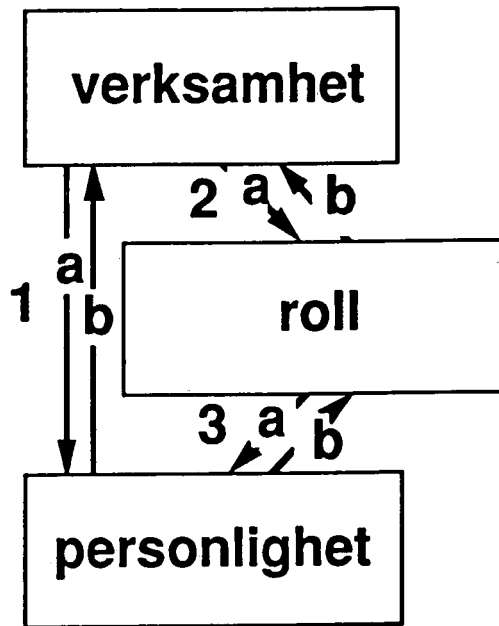 verksamhet
2 a b
1 a b
roll
3 a b
personlighet